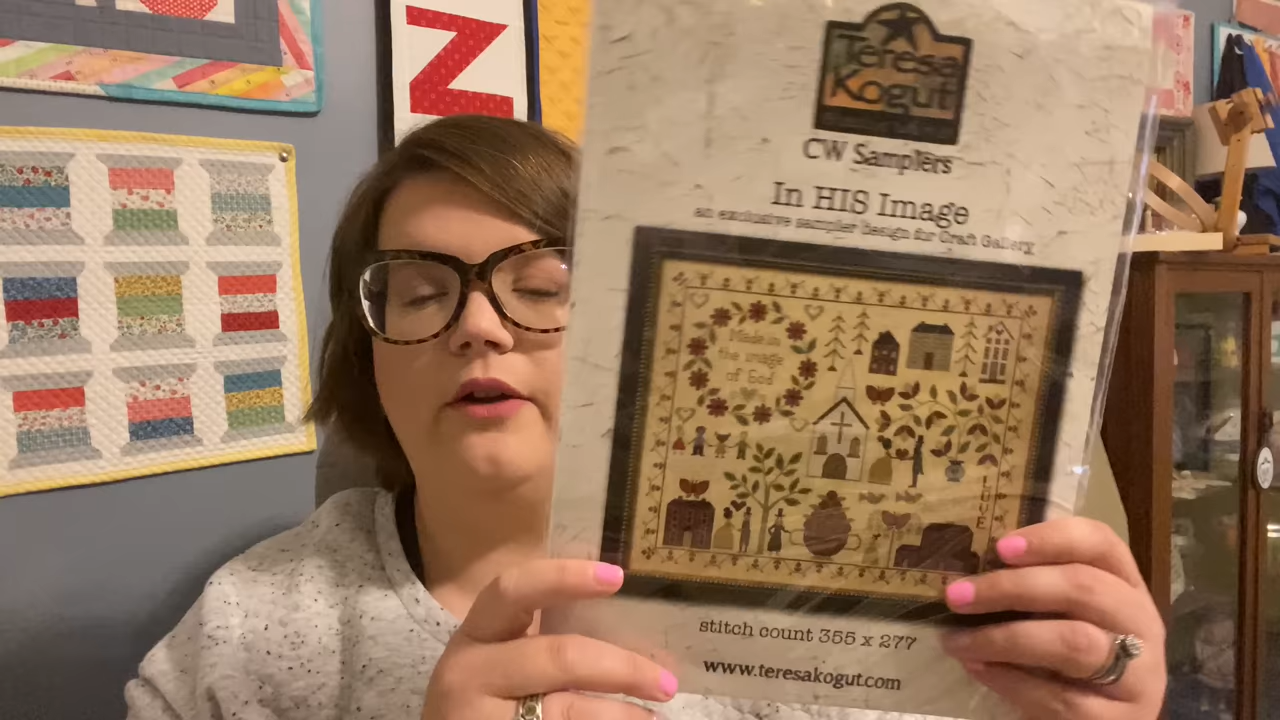 N
Teresa
Kogut
CW Samplers
In HIS Image
an exclusive sampler design for Craft Gallery
Made in
the image
of God
LOVE
stitch count 355 x 277
www.teresakogut.com